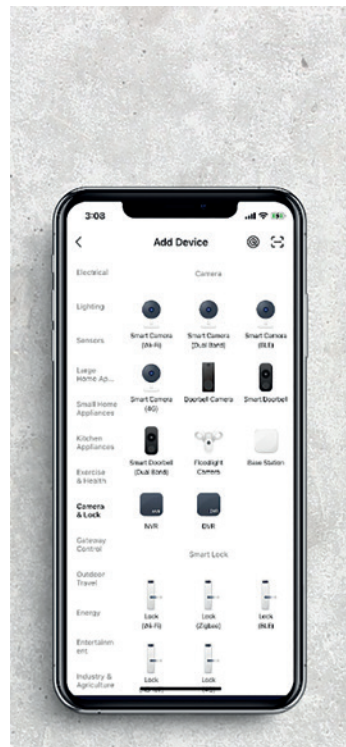 3:08
Add Device
Electrical
Lighting
Sensors
Large
Home Ap...
Small Home
Appliances
Kitchen
Appliances
Exercise
& Health
Camera
& Lock
Gateway
Control
Outdoor
Travel
Energy
Entertainm
ent
Industry &
Agriculture
Camera
Smart Camera
(Wi-Fi)
Smart Camera
(Dual Band)
Smart Camera
(BLE)
Smart Camera
(4G)
Doorbell Camera
Smart Doorbell
Smart Doorbell
(Dual Band)
Floodlight
Camera
Base Station
NVR
DVR
Smart Lock
Lock
(Wi-Fi)
Lock
(Zigbee)
Lock
(BLE)
Lock
Lock